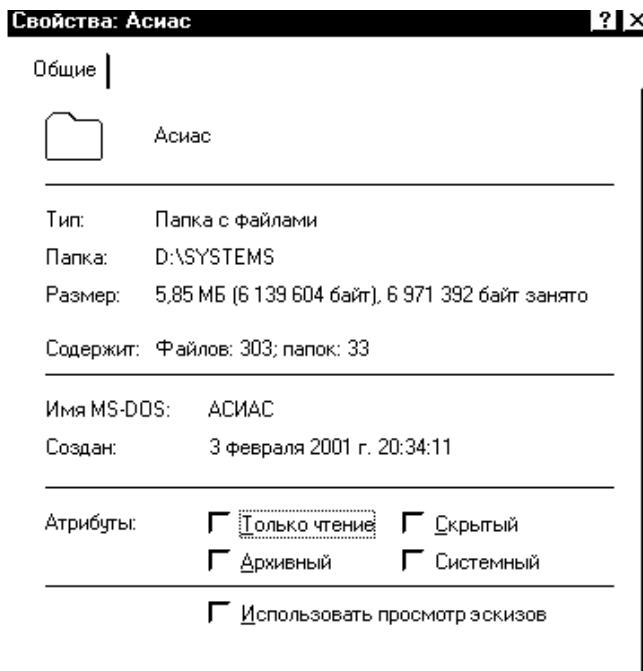 Свойства: Асиас
Общие
Асиас
Тип: Папка с файлами
Папка: D:\SYSTEMS
Размер: 5,85 МБ (6 139 604 байт), 6 971 392 байт занято
Содержит: Файлов: 303; папок: 33
Имя MS-DOS: АСИАС
Создан: 3 февраля 2001 г. 20:34:11
Атрибуты: Только чтение Скрытый
Архивный Системный
Использовать просмотр эскизов